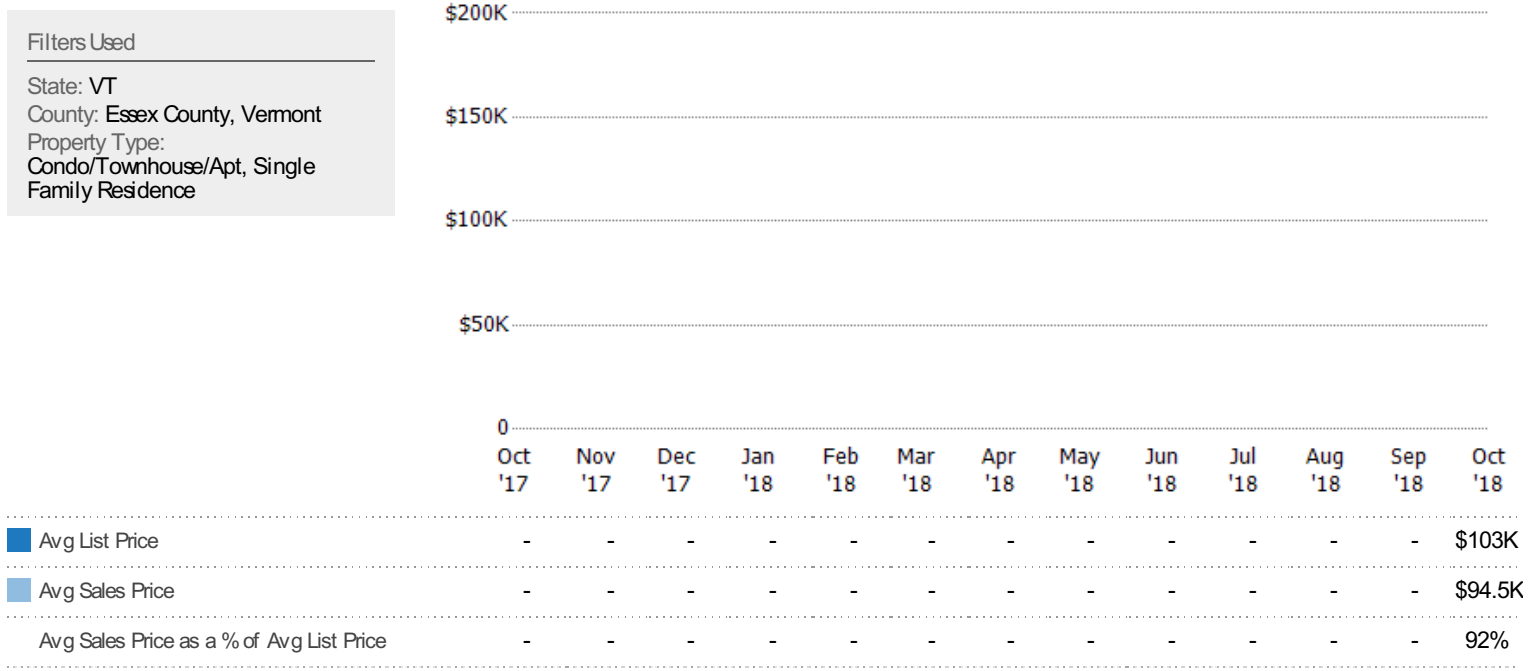 Filters Used
State: VT
County: Essex County, Vermont
Property Type:
Condo/Townhouse/Apt, Single
Family Residence
$200K
$150K
$100K
$50K
0
Oct Nov Dec Jan Feb Mar Apr May Jun Jul Aug Sep Oct
'17 '17 '17 '18 '18 '18 '18 '18 '18 '18 '18 '18 '18
Avg List Price - - - - - - - - - - - - $103K
Avg Sales Price - - - - - - - - - - - - $94.5K
Avg Sales Price as a % of Avg List Price - - - - - - - - - - - - 92%